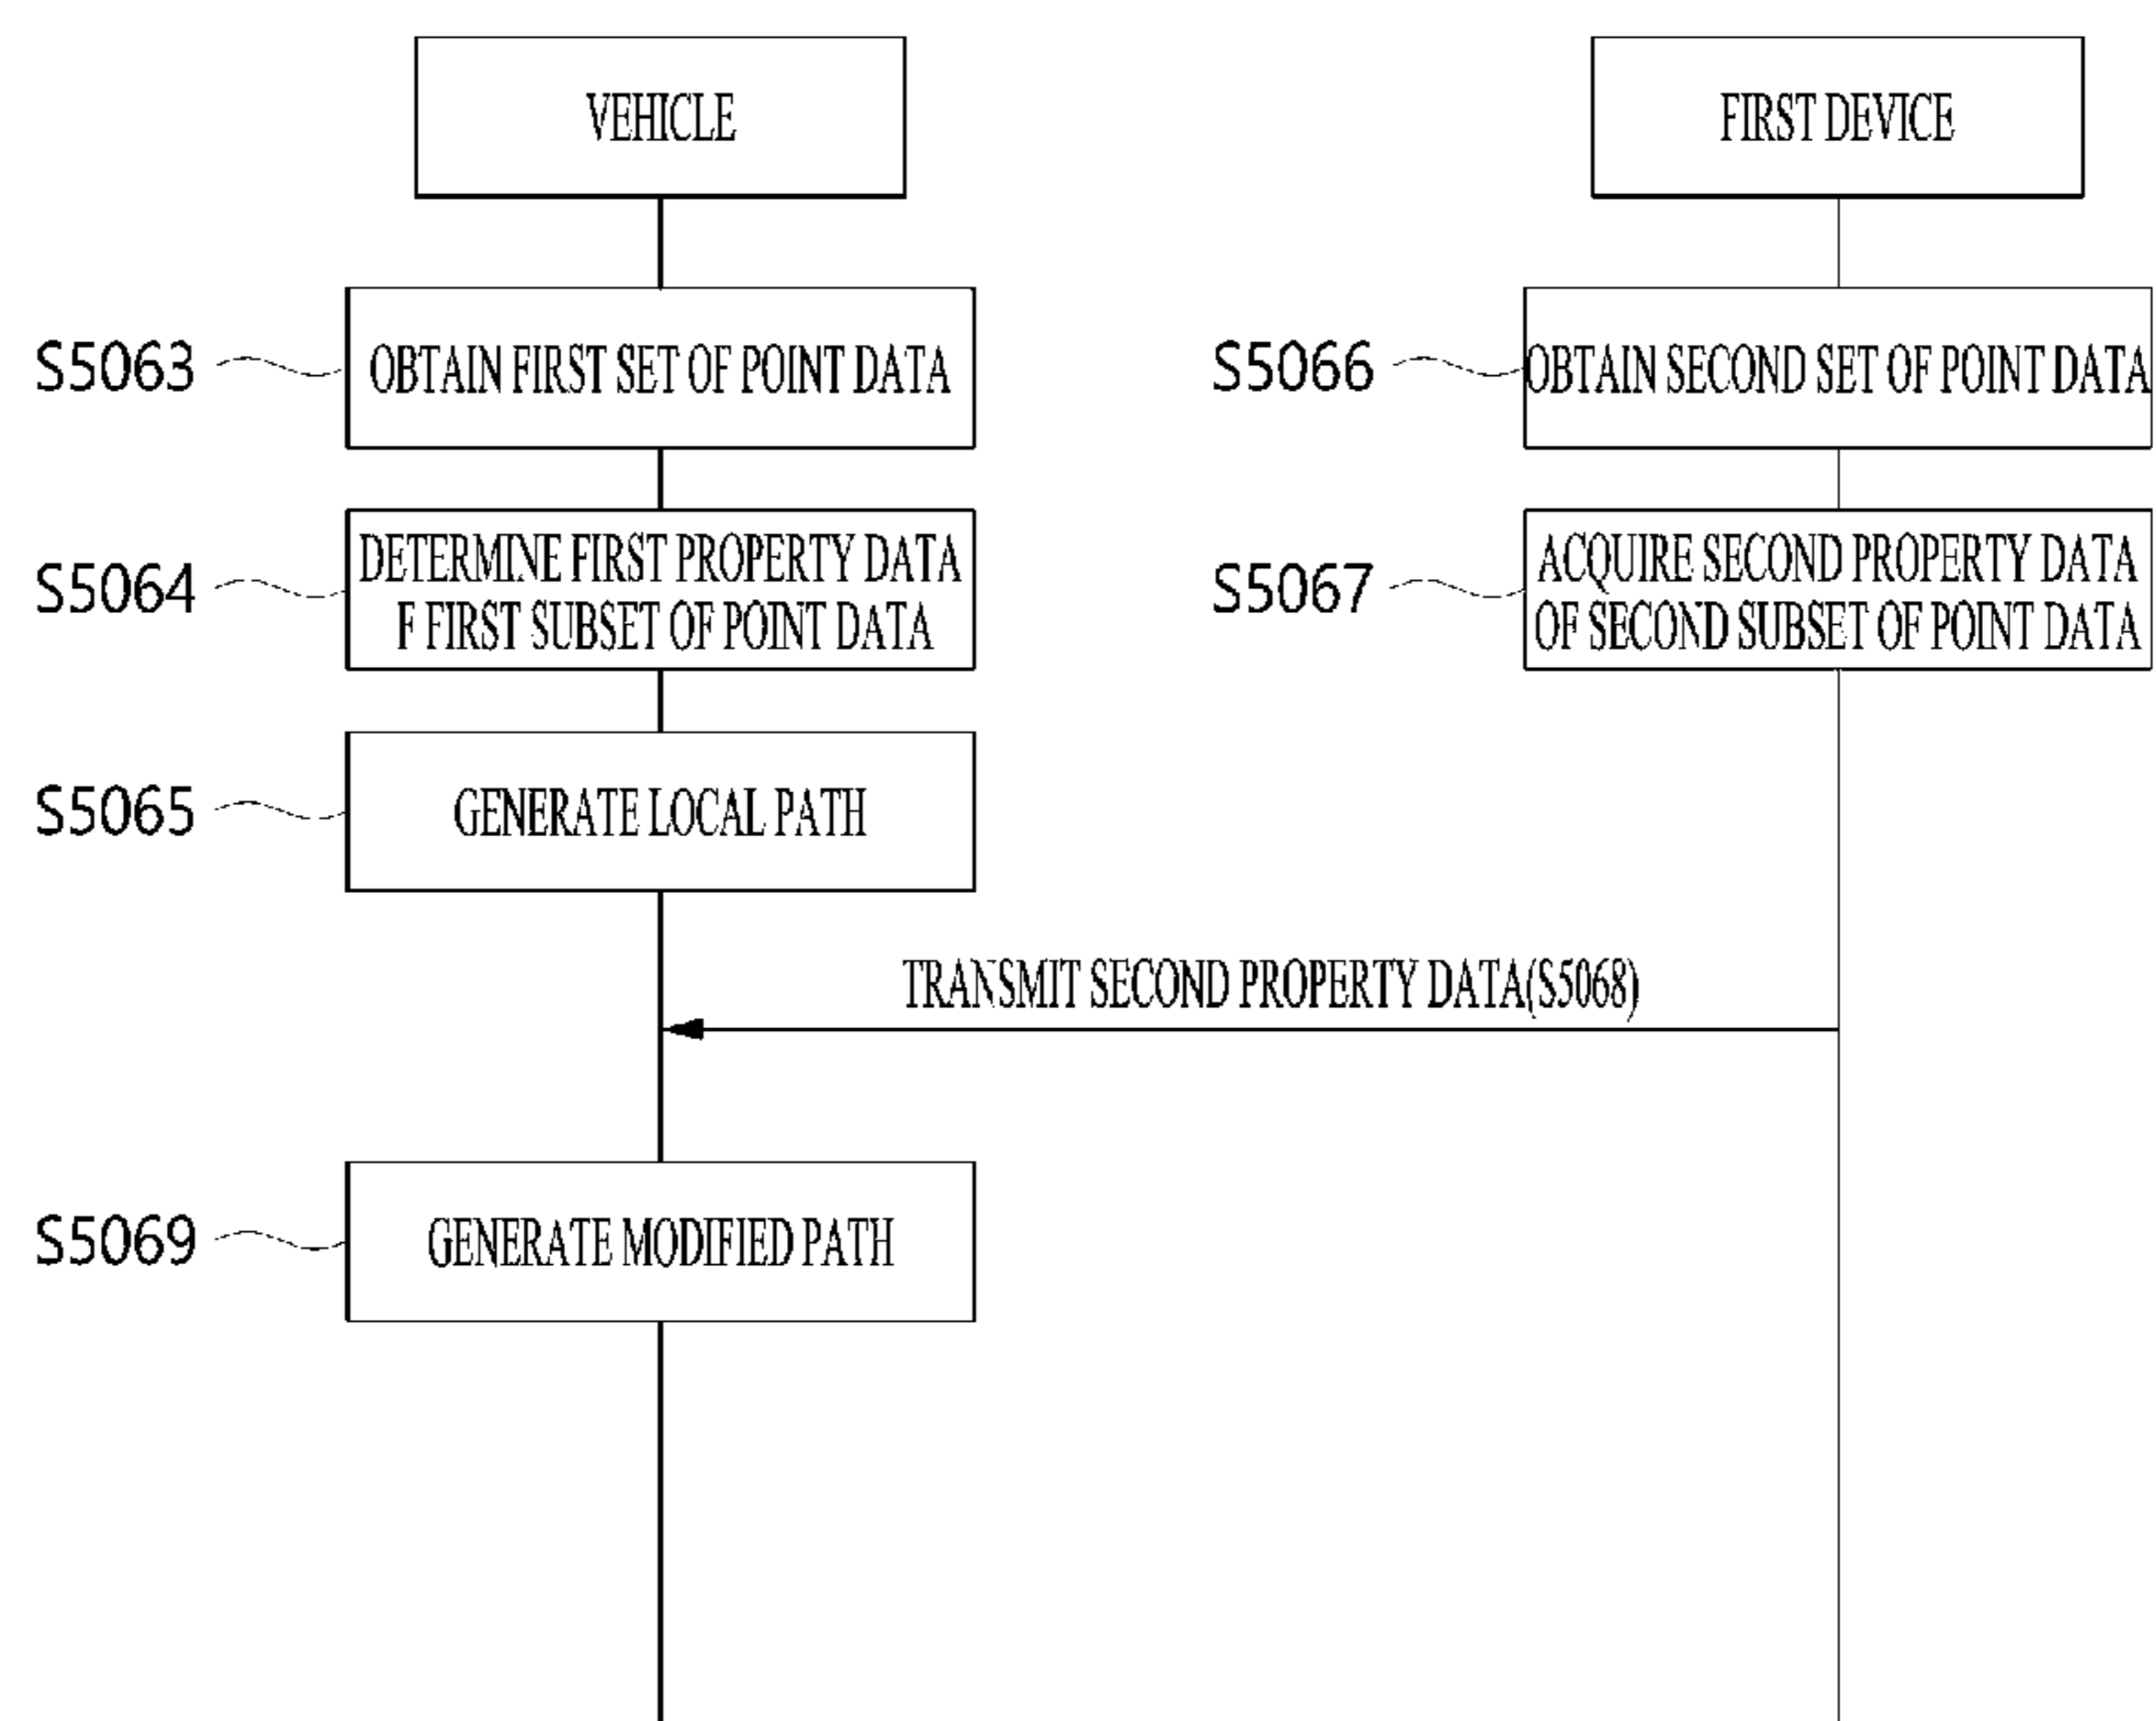 VEHICLE
FIRST DEVICE
S5063
OBTAIN FIRST SET OF POINT DATA
S5066
OBTAIN SECOND SET OF POINT DATA
S5064
DETERMINE FIRST PROPERTY DATA
F FIRST SUBSET OF POINT DATA
S5067
ACQUIRE SECOND PROPERTY DATA
OF SECOND SUBSET OF POINT DATA
S5065
GENERATE LOCAL PATH
TRANSMIT SECOND PROPERTY DATA(S5068)
S5069
GENERATE MODIFIED PATH